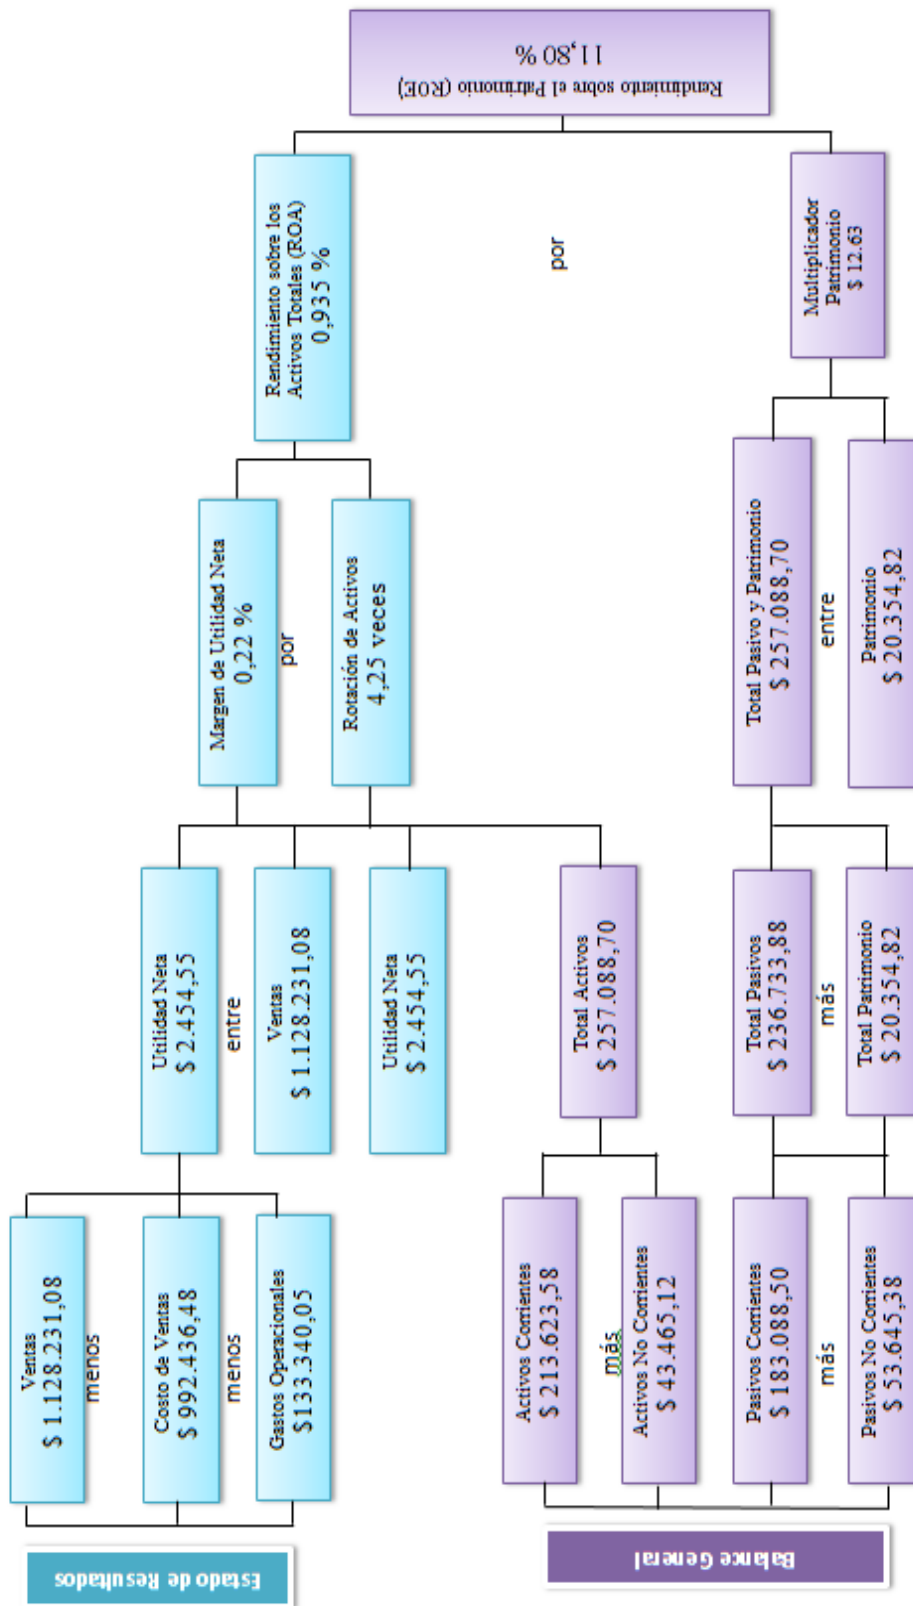 Estado de Resultados
Ventas
$ 1.128.231,08
menos
Costo de Ventas
$ 992.436,48
menos
Gastos Operacionales
$133.340,05
Utilidad Neta
$ 2.454,55
entre
Ventas
$ 1.128.231,08
Utilidad Neta
$ 2.454,55
Margen de Utilidad Neta
0,22 %
por
Rotación de Activos
4,25 veces
Rendimiento sobre los
Activos Totales (ROA)
0,935 %
por
Rendimiento sobre el Patrimonio (ROE)
11,80 %
Balance General
Activos Corrientes
$ 213.623,58
más
Activos No Corrientes
$ 43.465,12
Total Activos
$ 257.088,70
Pasivos Corrientes
$ 183.088,50
más
Pasivos No Corrientes
$ 53.645,38
Total Pasivos
$ 236.733,88
más
Total Patrimonio
$ 20.354,82
Total Pasivo y Patrimonio
$ 257.088,70
entre
Patrimonio
$ 20.354,82
Multiplicador
Patrimonio
$ 12.63